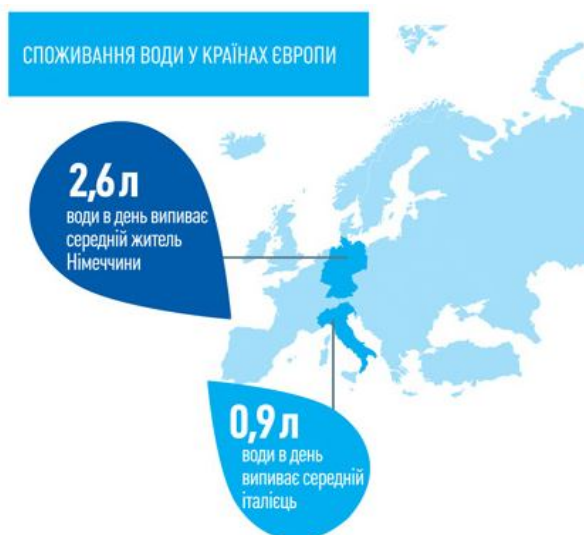 СПОЖИВАННЯ ВОДИ У КРАЇНАХ ЄВРОПИ
2,6 л
води в день випиває
середній житель
Німеччини
0,9 л
води в день
випиває середній
італієць